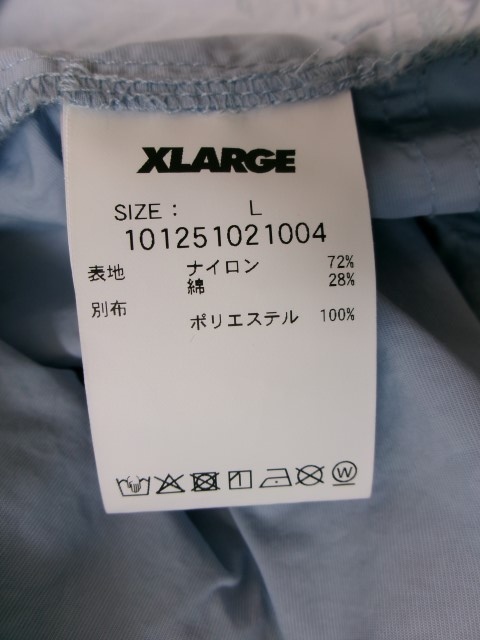 XLARGE
SIZE : L
101251021004
表地 ナイロン 72%
綿 28%
別布 ポリエステル 100%
W